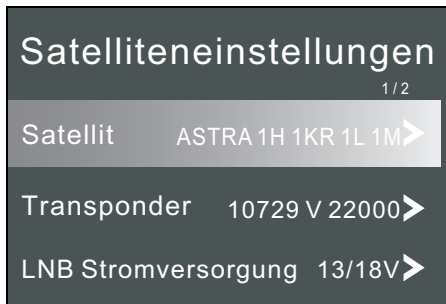 Satelliteneinstellungen
1/2
Satellit ASTRA 1H 1KR 1L 1M
Transponder 10729 V 22000
LNB Stromversorgung 13/18V